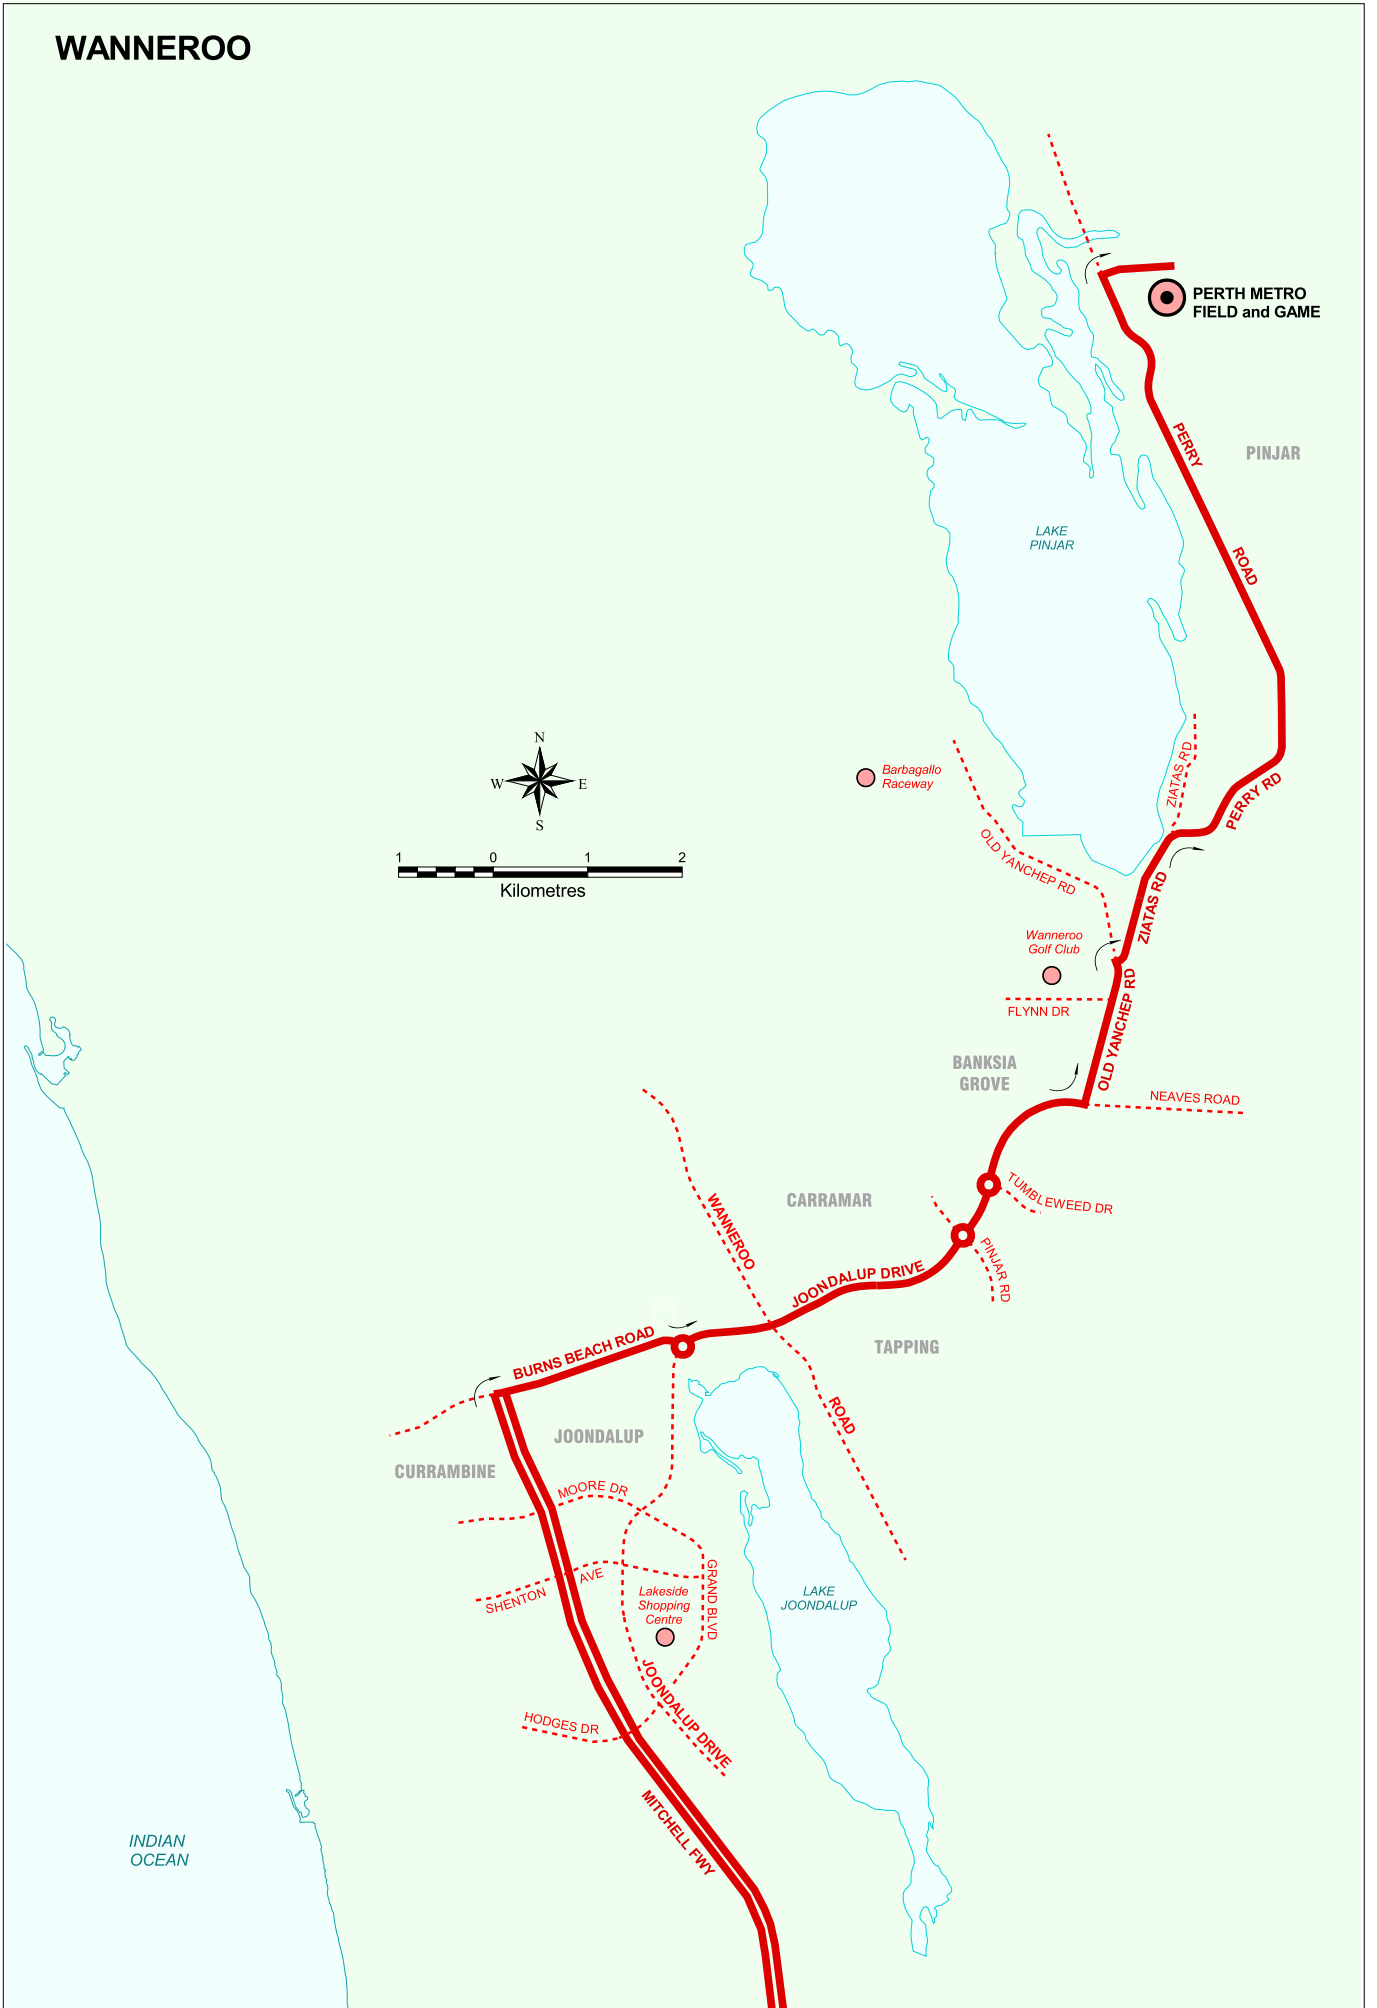 WANNEROO
PERTH METRO
FIELD and GAME
PERRY
PINJAR
LAKE
PINJAR
ROAD
N
W E
S
Barbagallo
Raceway
ZIATAS RD
PERRY RD
OLD YANCHEP RD
1 0 1 2
Kilometres
ZIATAS RD
Wanneroo
Golf Club
FLYNN DR
OLD YANCHEP RD
BANKSIA
GROVE
NEAVES ROAD
TUMBLEWEED DR
CARRAMAR
WANNEROO
PINJAR RD
JOONDALUP DRIVE
BURNS BEACH ROAD
TAPPING
ROAD
JOONDALUP
CURRAMBINE
MOORE DR
SHENTON AVE
GRAND BLVD
Lakeside
Shopping
Centre
LAKE
JOONDALUP
JOONDALUP DRIVE
HODGES DR
MITCHELL FWY
INDIAN
OCEAN